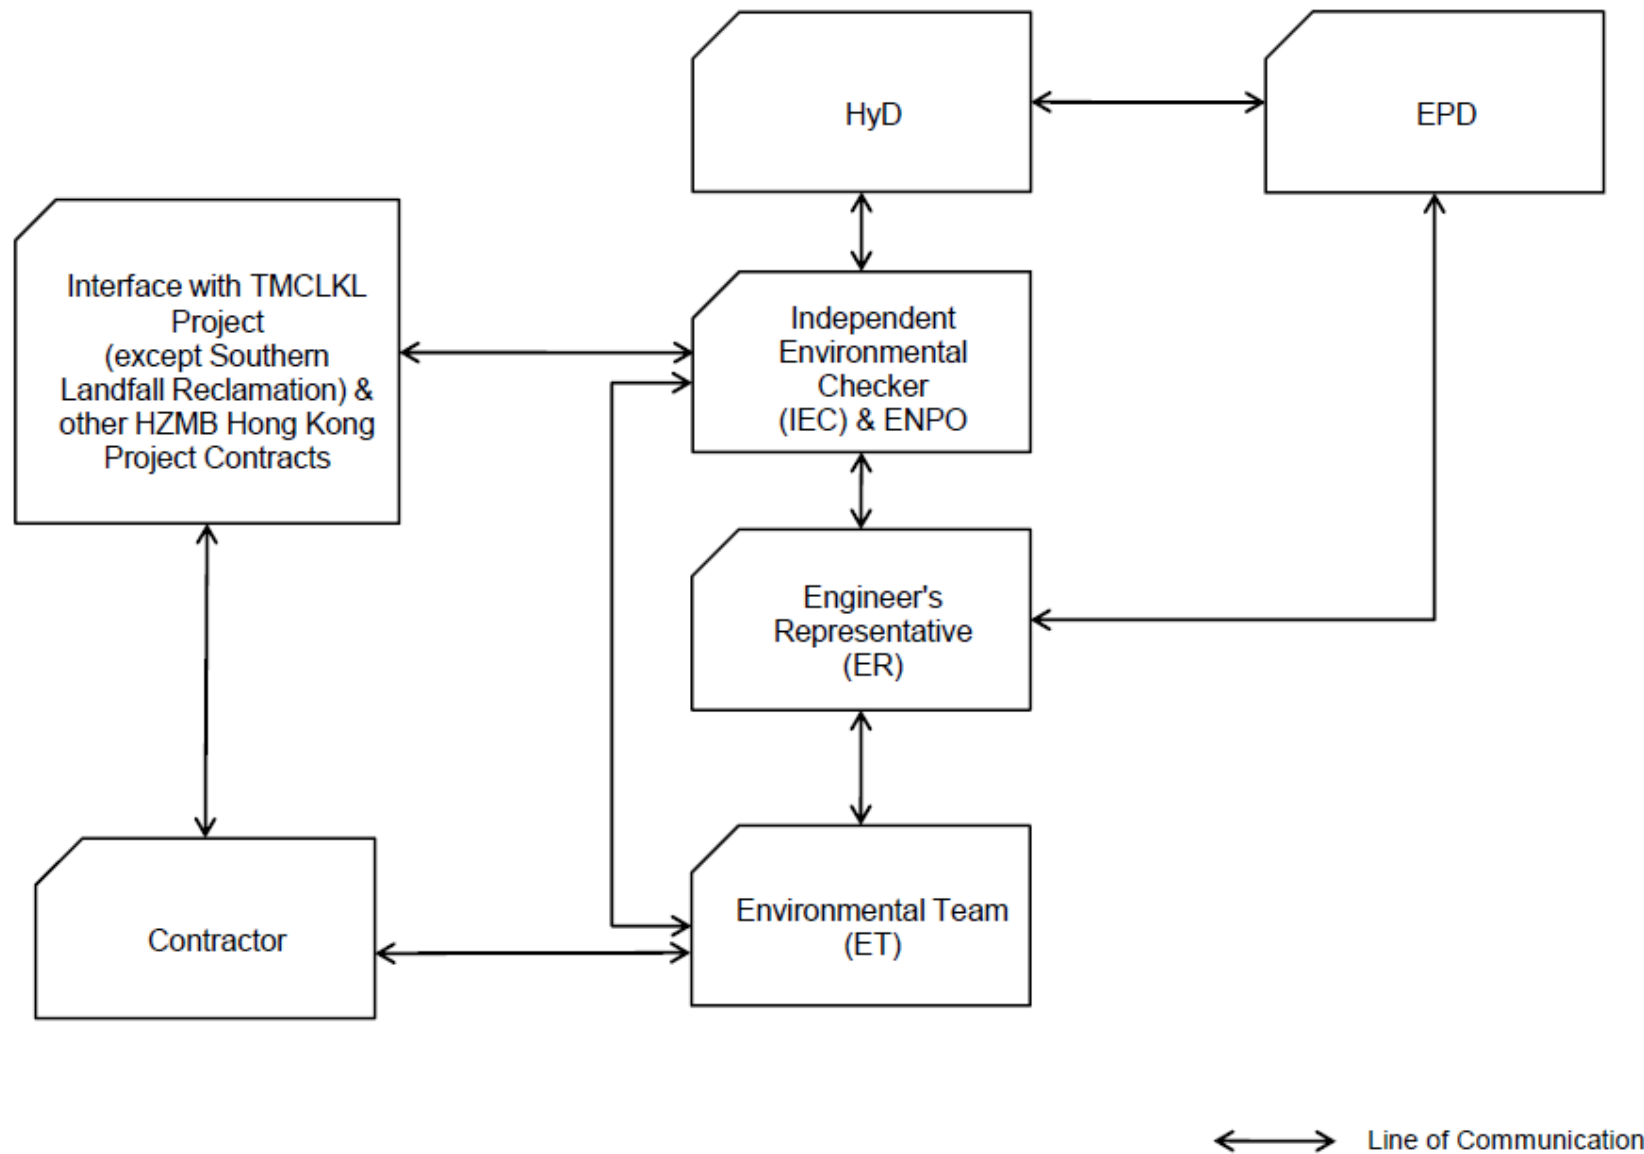 HyD
EPD
Interface with TMCLKL
Project
(except Southern
Landfall Reclamation) &
other HZMB Hong Kong
Project Contracts
Independent
Environmental
Checker
(IEC) & ENPO
Engineer's
Representative
(ER)
Environmental Team
(ET)
Contractor
Line of Communication